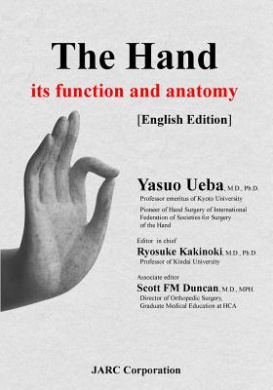 The Hand
its function and anatomy
[English Edition]
Yasuo Ueba, M.D., Ph.D.
Professor emeritus of Kyoto University
Pioneer of Hand Surgery of International
Federation of Societies for Surgery
of the Hand
Editor in chief
Ryosuke Kakinoki, M.D., Ph.D.
Professor of Kindai University
Associate editor
Scott FM Duncan, M.D., MPH.
Director of Orthopedic Surgery,
Graduate Medical Education at HCA
JARC Corporation